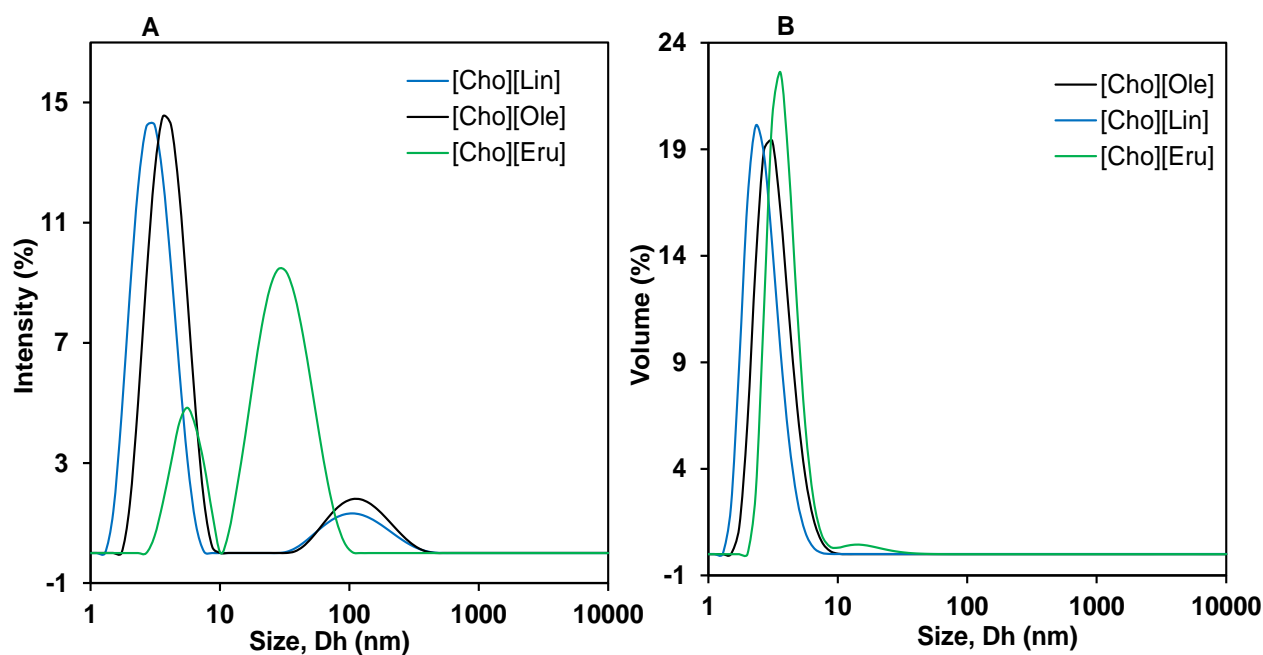 A
[Cho][Lin]
[Cho][Ole]
[Cho][Eru]
15
11
7
3
-1
Intensity (%)
1 10 100 1000 10000
Size, Dh (nm)
B
[Cho][Ole]
[Cho][Lin]
[Cho][Eru]
24
19
14
9
4
-1
Volume (%)
1 10 100 1000 10000
Size, Dh (nm)